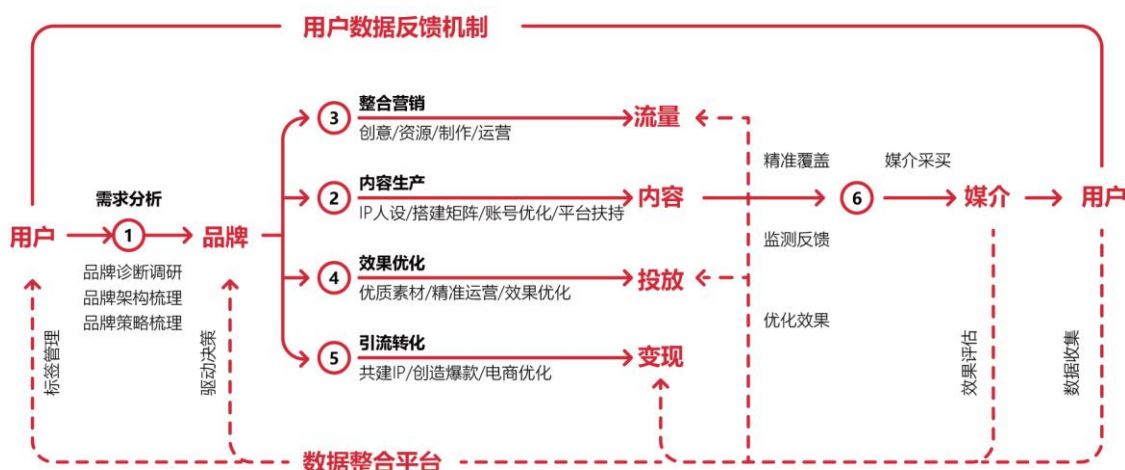 用户数据反馈机制
3
整合营销
创意/资源/制作/运营
流量
精准覆盖
媒介采买
需求分析
2
内容生产
IP人设/搭建矩阵/账号优化/平台扶持
内容
6
媒介
用户
用户
1
品牌
监测反馈
品牌诊断调研
品牌架构梳理
品牌策略梳理
4
效果优化
优质素材/精准运营/效果优化
投放
优化效果
标签管理
驱动决策
5
引流转化
共建IP/创造爆款/电商优化
变现
效果评估
数据收集
数据整合平台